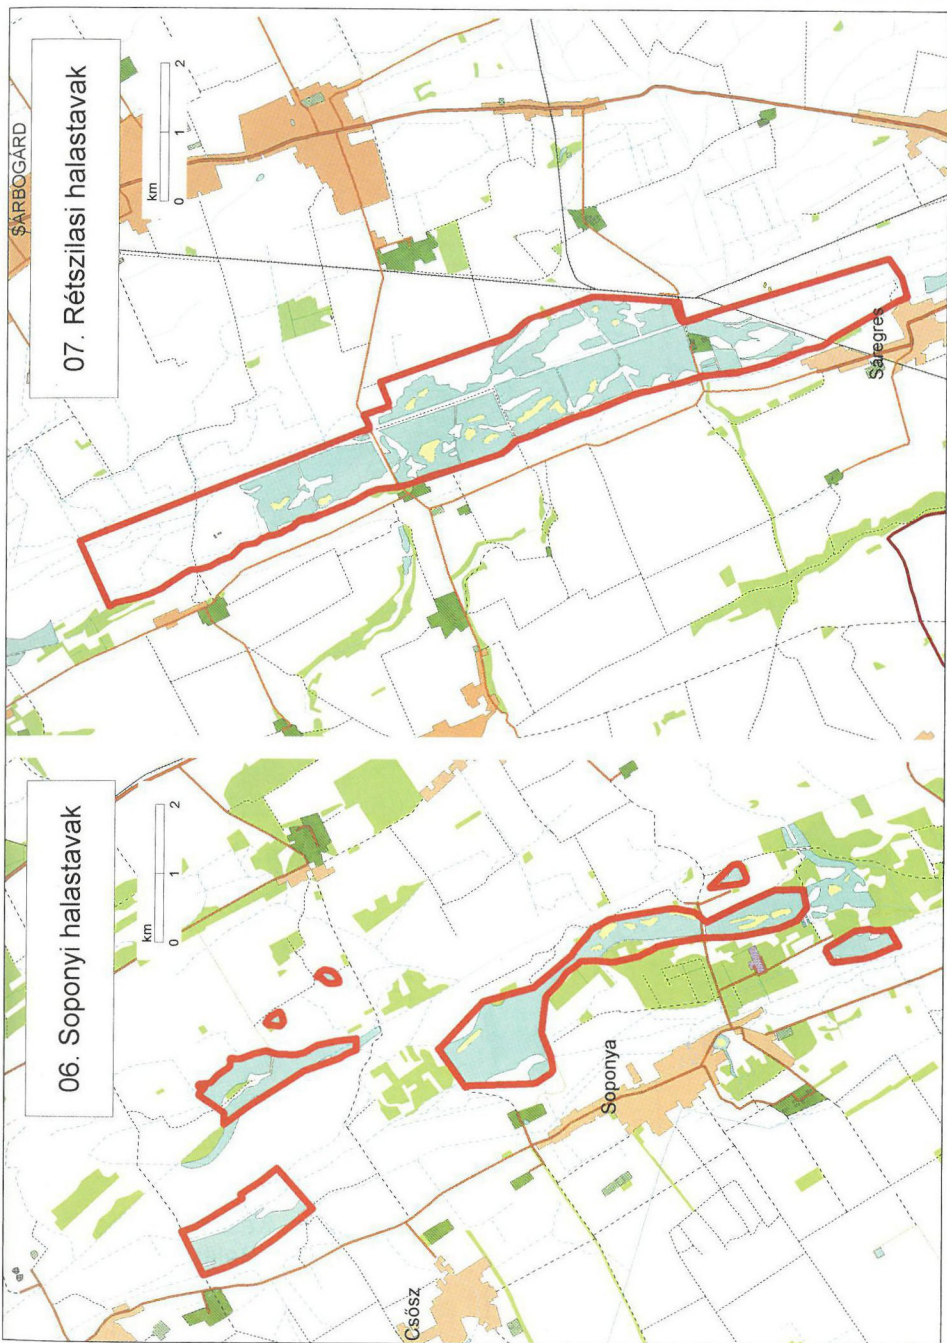 06. Soponyi halastavak
km
0 1 2
Csősz
Soponya
07. Rétszilasi halastavak
km
0 1 2
SÁRBOGÁRD
Sáregres